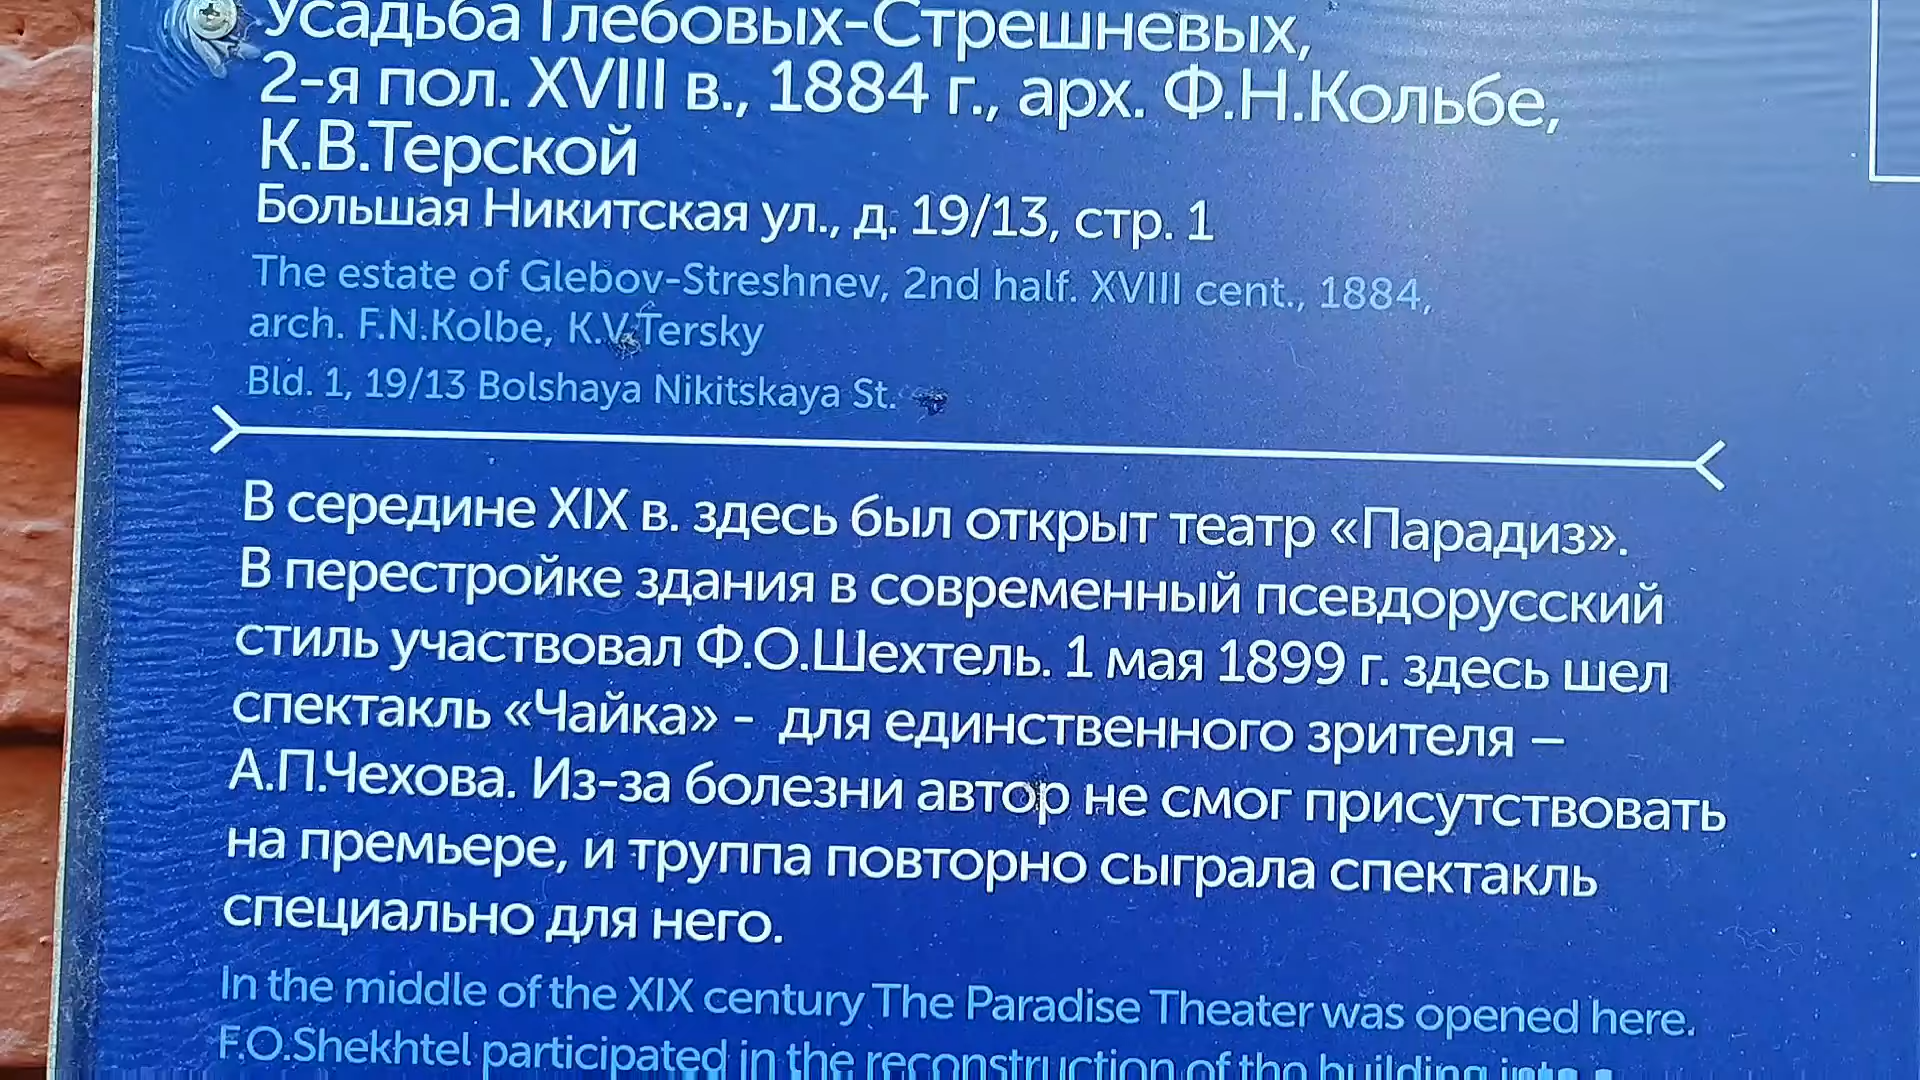 Усадьба Глебовых-Стрешневых,
2-я пол. XVIII в., 1884 г., арх. Ф.Н.Кольбе,
К.В.Терской
Большая Никитская ул., д. 19/13, стр. 1
The estate of Glebov-Streshnev, 2nd half. XVIII cent., 1884,
arch. F.N.Kolbe, K.V.Tersky
Bld. 1, 19/13 Bolshaya Nikitskaya St.
В середине XIX в. здесь был открыт театр «Парадиз».
В перестройке здания в современный псевдорусский
стиль участвовал Ф.О.Шехтель. 1 мая 1899 г. здесь шел
спектакль «Чайка» - для единственного зрителя –
А.П.Чехова. Из-за болезни автор не смог присутствовать
на премьере, и труппа повторно сыграла спектакль
специально для него.
In the middle of the XIX century The Paradise Theater was opened here.
F.O.Shekhtel participated in the reconstruction of the building into a